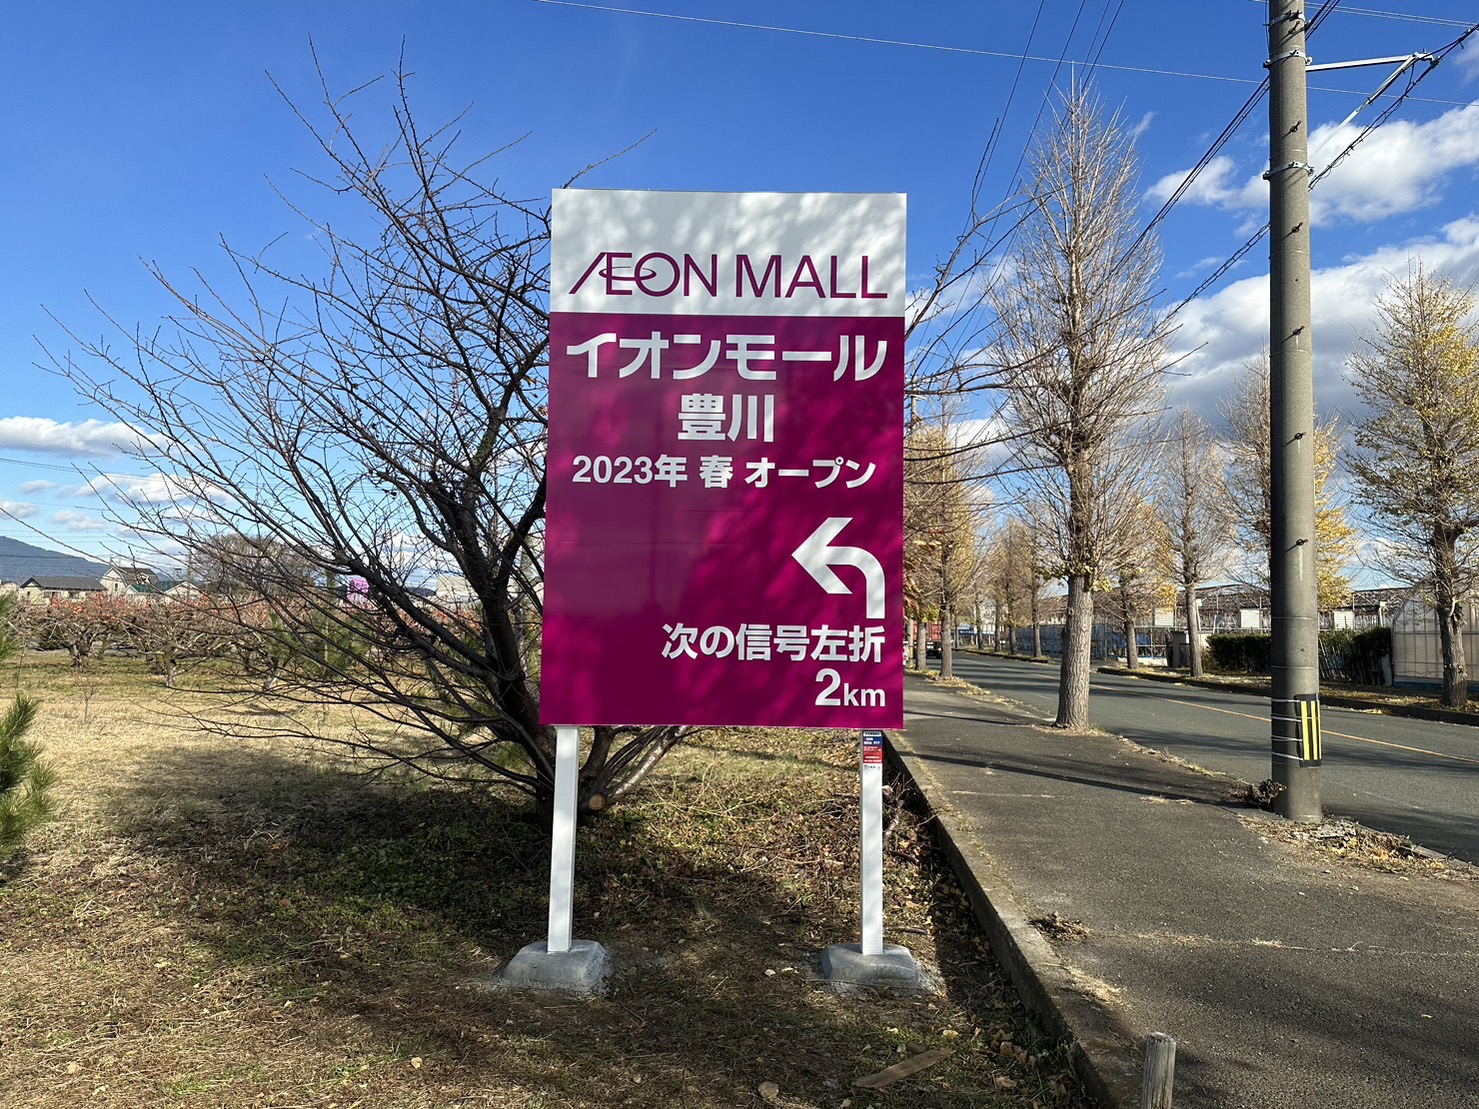 ÆON MALL
イオンモール
豊川
2023年 春 オープン
次の信号左折
2km